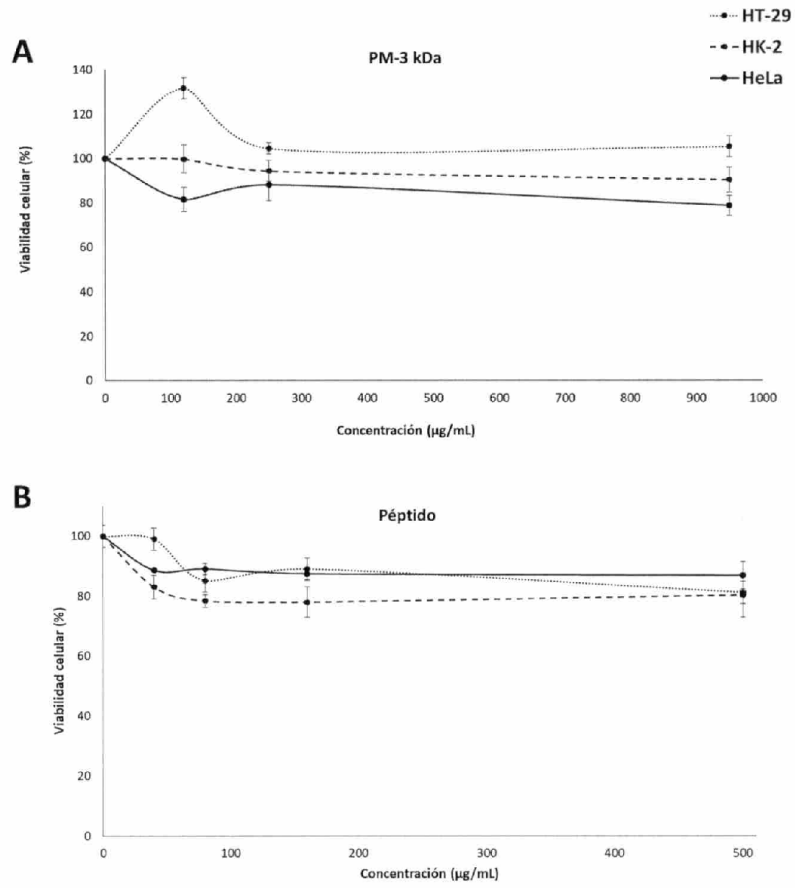 HT-29
HK-2
HeLa
A
PM-3 kDa
140
120
100
80
60
40
20
0
Viabilidad celular (%)
0 100 200 300 400 500 600 700 800 900 1000
Concentración (µg/mL)
B
Péptido
100
80
60
40
20
0
Viabilidad celular (%)
0 100 200 300 400 500
Concentración (µg/mL)